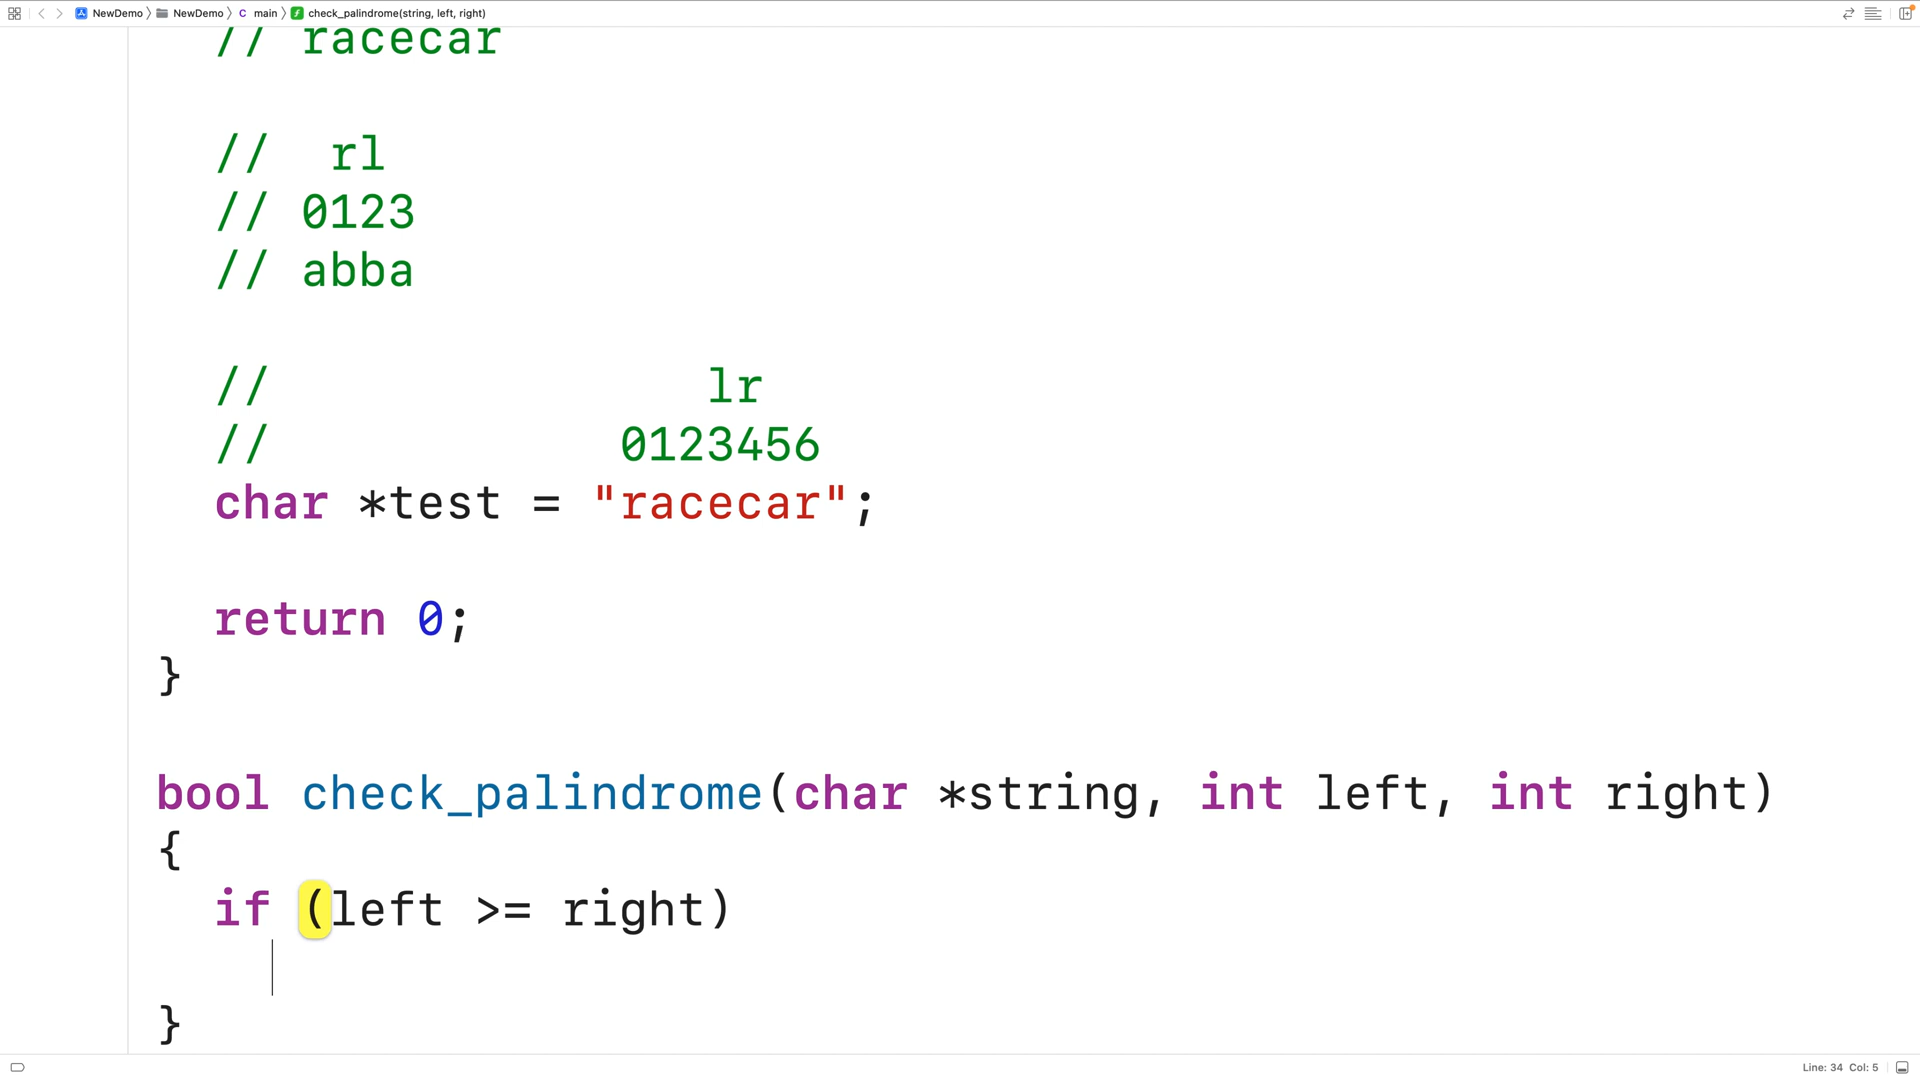 NewDemo NewDemo C main f check_palindrome(string, left, right)
// racecar
//  rl
// 0123
// abba
//               lr
//            0123456
char *test = "racecar";
return 0;
}
bool check_palindrome(char *string, int left, int right)
{
if (left >= right)
}
Line: 34 Col: 5